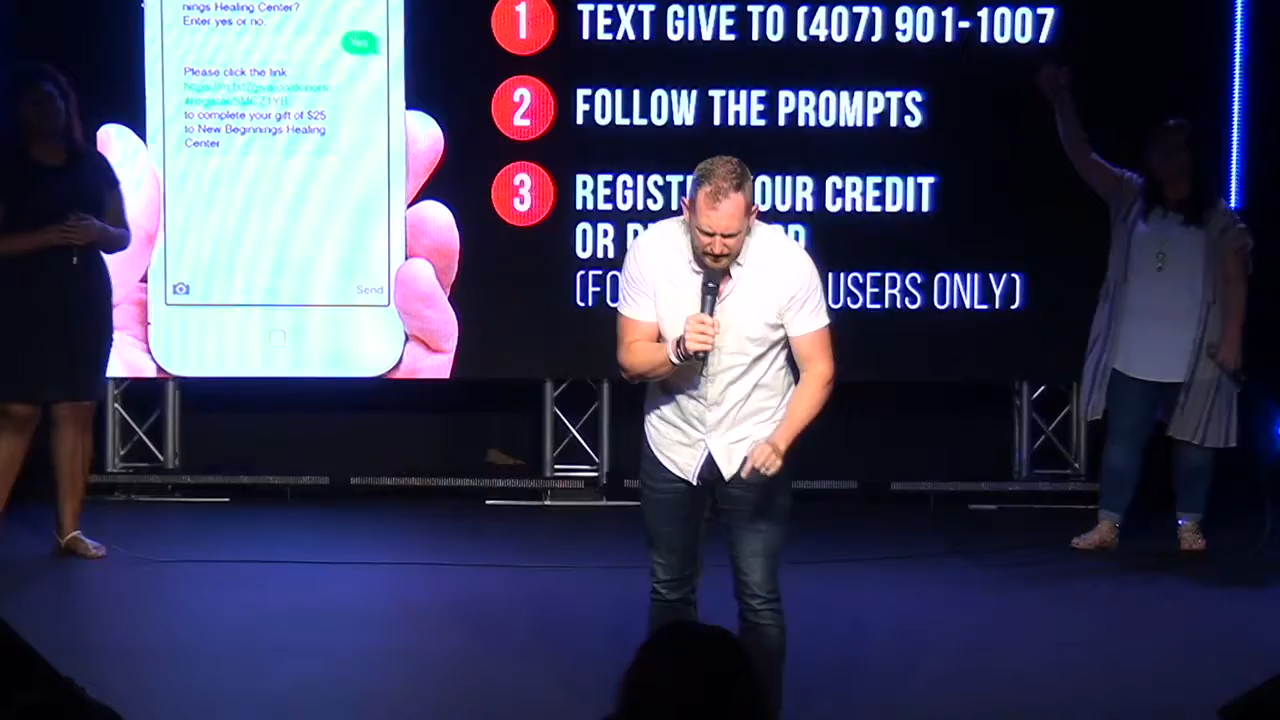 nings Healing Center?
Enter yes or no.
Yes
Please click the link
to complete your gift of $25
to New Beginnings Healing
Center
Send
1 TEXT GIVE TO (407) 901-1007
2 FOLLOW THE PROMPTS
3 REGIST OUR CREDIT
OR
(FO USERS ONLY)